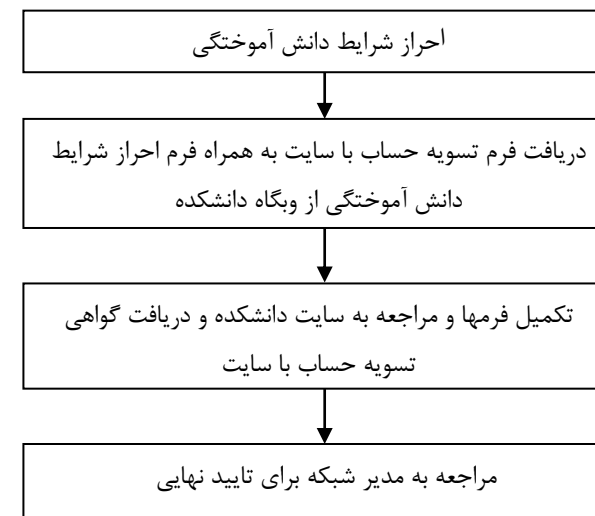 احراز شرایط دانش آموختگی
دریافت فرم تسویه حساب با سایت به همراه فرم احراز شرایط
دانش آموختگی از وبگاه دانشکده
تکمیل فرمها و مراجعه به سایت دانشکده و دریافت گواهی
تسویه حساب با سایت
مراجعه به مدیر شبکه برای تایید نهایی